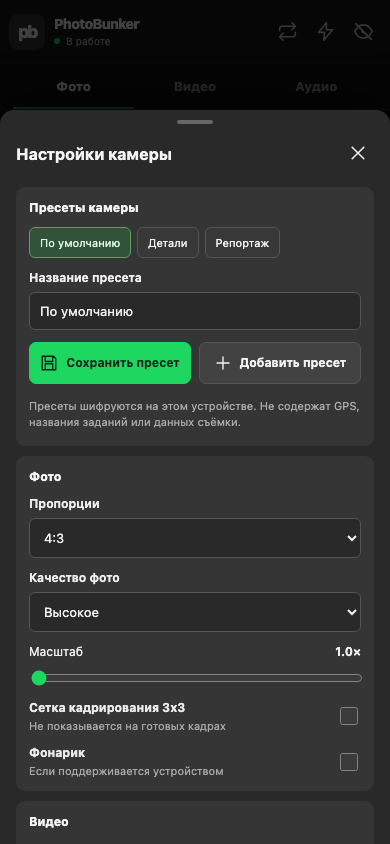 pb
PhotoBunker
В работе
Фото
Видео
Аудио
Настройки камеры
Пресеты камеры
По умолчанию
Детали
Репортаж
Название пресета
По умолчанию
Сохранить пресет
Добавить пресет
Пресеты шифруются на этом устройстве. Не содержат GPS,
названия заданий или данных съёмки.
Фото
Пропорции
4:3
Качество фото
Высокое
Масштаб
1.0×
Сетка кадрирования 3x3
Не показывается на готовых кадрах
Фонарик
Если поддерживается устройством
Видео